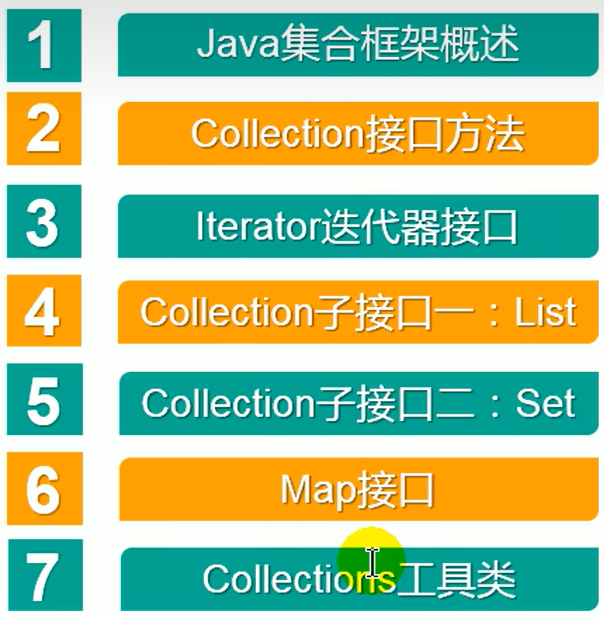 1 Java集合框架概述
2 Collection接口方法
3 Iterator迭代器接口
4 Collection子接口一：List
5 Collection子接口二：Set
6 Map接口
7 Collections工具类